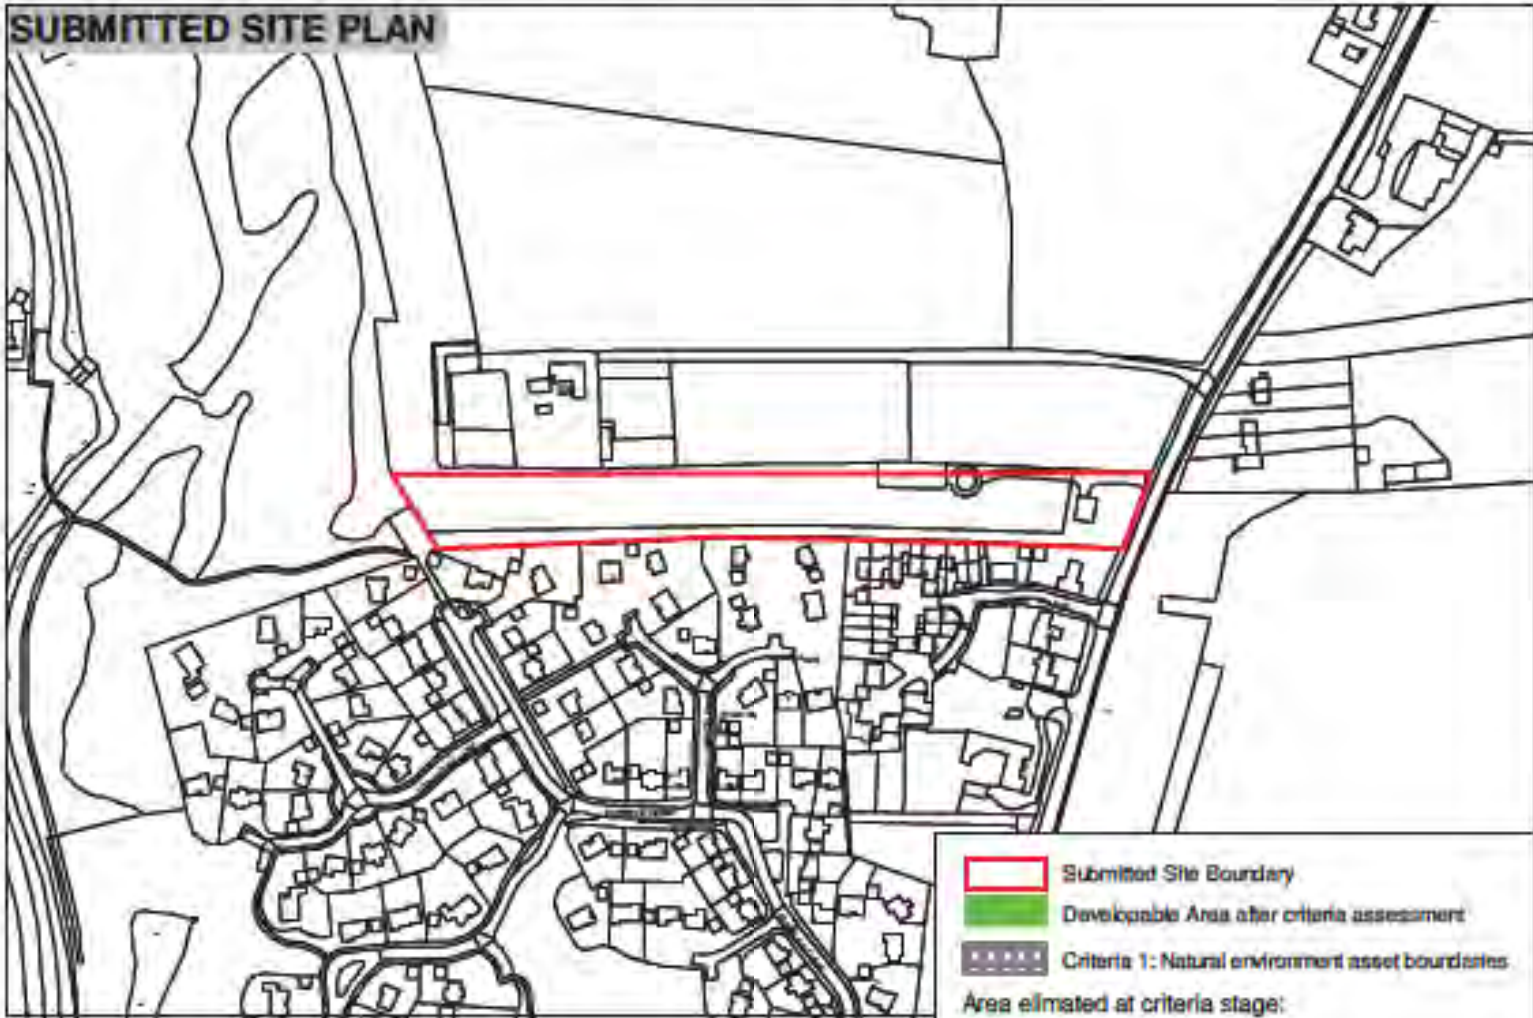 SUBMITTED SITE PLAN
Submitted Site Boundary
Developable Area after criteria assessment
Criteria 1: Natural environment asset boundaries
Area elimated at criteria stage: